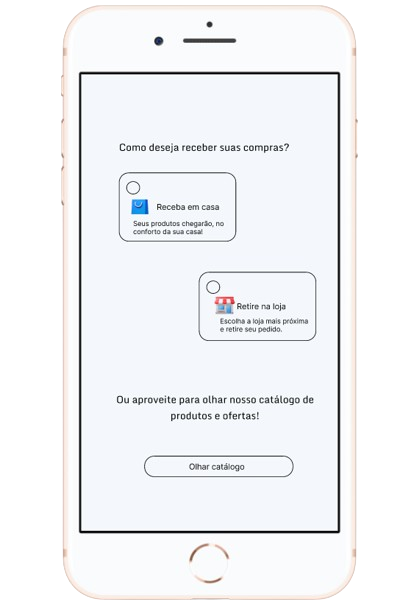 Como deseja receber suas compras?
Receba em casa
Seus produtos chegarão, no
conforto da sua casa!
Retire na loja
Escolha a loja mais próxima
e retire seu pedido.
Ou aproveite para olhar nosso catálogo de
produtos e ofertas!
Olhar catálogo